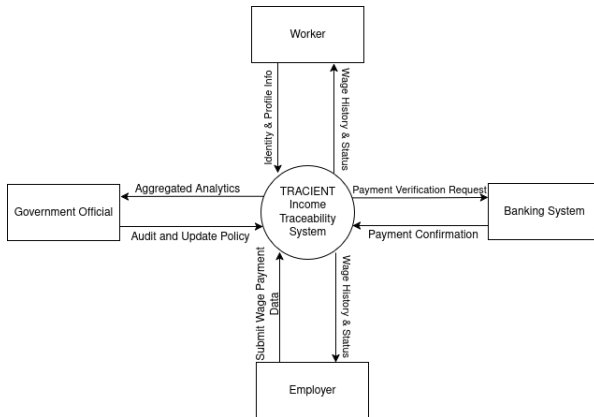 Worker
Identity & Profile Info
Wage History & Status
Aggregated Analytics
TRACIENT
Income
Traceability
System
Payment Verification Request
Government Official
Banking System
Audit and Update Policy
Payment Confirmation
Submit Wage Payment
Data
Wage History & Status
Employer